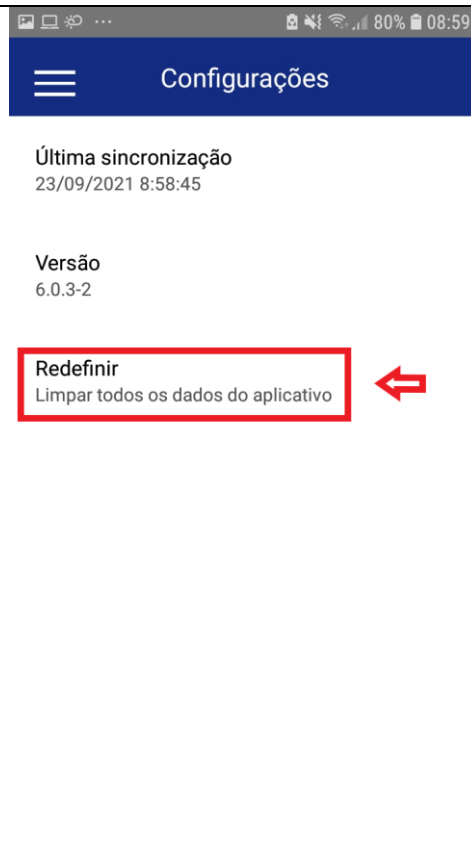 80% 08:59
Configurações
Última sincronização
23/09/2021 8:58:45
Versão
6.0.3-2
Redefinir
Limpar todos os dados do aplicativo